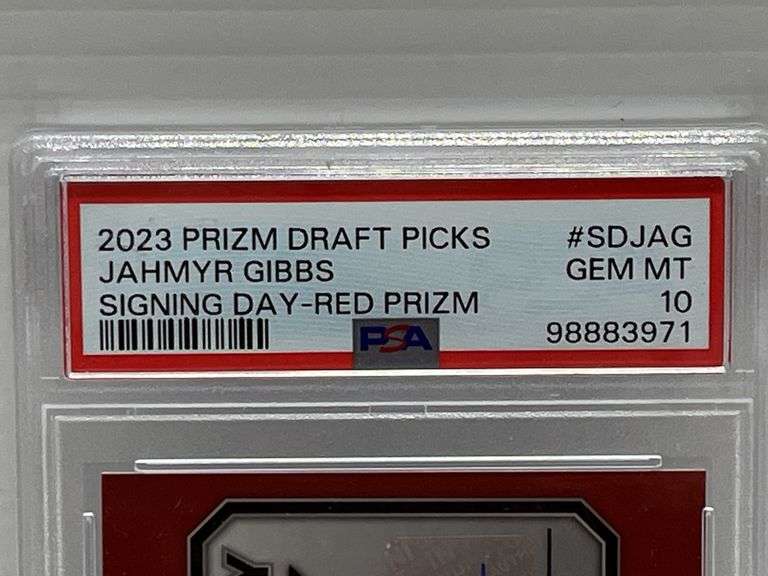 2023 PRIZM DRAFT PICKS #SDJAG
JAHMYR GIBBS GEM MT
SIGNING DAY-RED PRIZM 10
PSA 98883971